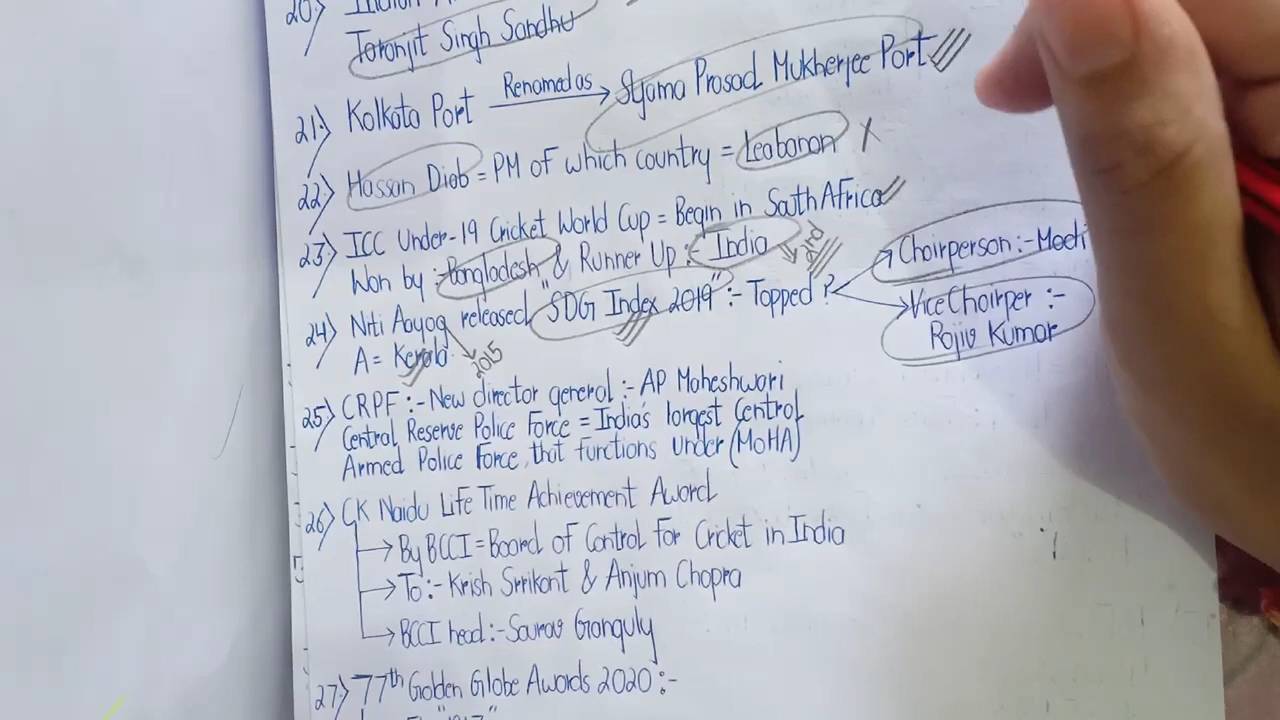 20)
Taranjit Singh Sandhu
21) Kolkata Port Renamed as → Syama Prasad Mukherjee Port
22) Hassan Diab = PM of which country = Leabanon X
23) ICC Under-19 Cricket World Cup = Begin in South Africa
Won by :- Bangladesh & Runner Up :- India
2nd
24) Niti Aayog released "SDG Index 2019" :- Topped ?
A = Kerala
2015
Chairperson :- Modi
Vice Chairper :-
Rajiv Kumar
25) CRPF :- New director general :- AP Maheshwari
Central Reserve Police Force = India's largest Central
Armed Police Force, that functions under (MoHA)
26) CK Naidu Life Time Achievement Award
→ By BCCI = Board of Control For Cricket in India
→ To :- Krish Srrikant & Anjum Chopra
→ BCCI head :- Saurav Ganguly
27) 77th Golden Globe Awards 2020 :-